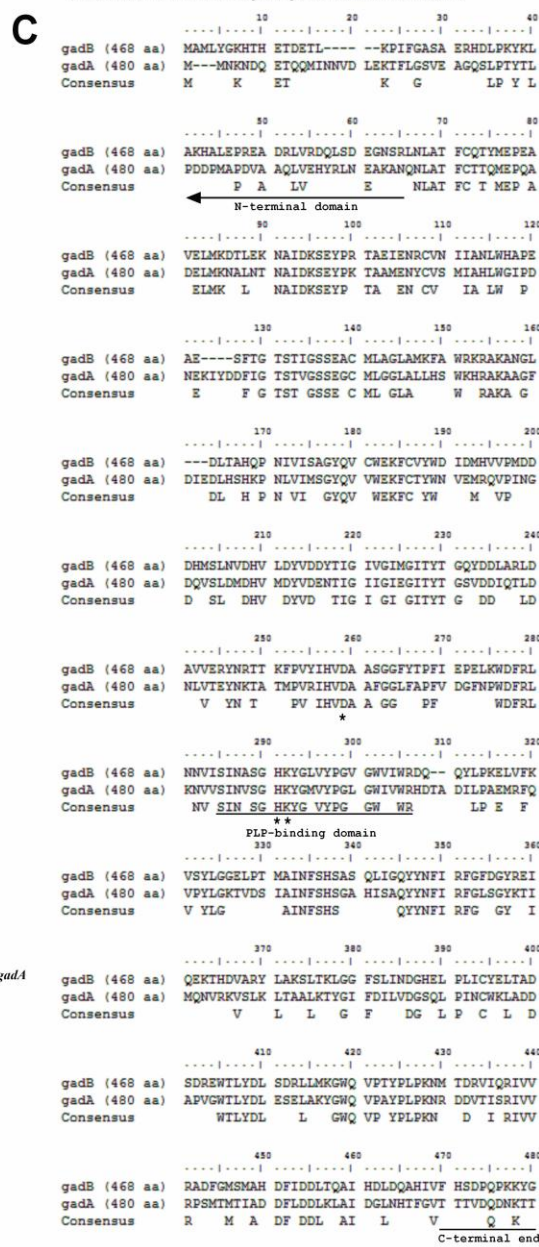 C
10 20 30 40
....|....| ....|....| ....|....| ....|....|
gadB (468 aa) MAMLYGKHTH ETDETL---- --KPIFGASA ERHDLPKYKL
gadA (480 aa) M---MNKNDQ ETQQMINNVD LEKTFLGSVE AGQSLPTYTL
Consensus M K ET K G LP Y L
50 60 70 80
....|....| ....|....| ....|....| ....|....|
gadB (468 aa) AKHALEPREA DRLVRDQLSD EGNSRLNLAT FCQTYMEPEA
gadA (480 aa) PDDPMAPDVA AQLVEHYRLN EAKANQNLAT FCTTQMEPQA
Consensus P A LV E NLAT FC T MEP A
N-terminal domain
90 100 110 120
....|....| ....|....| ....|....| ....|....|
gadB (468 aa) VELMKDTLEK NAIDKSEYPR TAEIENRCVN IIANLWHAPE
gadA (480 aa) DELMKNALNT NAIDKSEYPK TAAMENYCVS MIAHLWGIPD
Consensus ELMK L NAIDKSEYP TA EN CV IA LW P
130 140 150 160
....|....| ....|....| ....|....| ....|....|
gadB (468 aa) AE----SFTG TSTIGSSEAC MLAGLAMKFA WRKRAKANGL
gadA (480 aa) NEKIYDDFIG TSTVGSSEGC MLGGLALLHS WKHRAKAAGF
Consensus E F G TST GSSE C ML GLA W RAKA G
170 180 190 200
....|....| ....|....| ....|....| ....|....|
gadB (468 aa) ---DLTAHQP NIVISAGYQV CWEKFCVYWD IDMHVVPMDD
gadA (480 aa) DIEDLHSHKP NLVIMSGYQV VWEKFCTYWN VEMRQVPING
Consensus DL H P N VI GYQV WEKFC YW M VP
210 220 230 240
....|....| ....|....| ....|....| ....|....|
gadB (468 aa) DHMSLNVDHV LDYVDDYTIG IVGIMGITYT GQYDDLARLD
gadA (480 aa) DQVSLDMDHV MDYVDENTIG IIGIEGITYT GSVDDIQTLD
Consensus D SL DHV DYVD TIG I GI GITYT G DD LD
250 260 270 280
....|....| ....|....| ....|....| ....|....|
gadB (468 aa) AVVERYNRTT KFPVYIHVDA ASGGFYTPFI EPELKWDFRL
gadA (480 aa) NLVTEYNKTA TMPVRIHVDA AFGGLFAPFV DGFNPWDFRL
Consensus V YN T PV IHVDA A GG PF WDFRL
*
290 300 310 320
....|....| ....|....| ....|....| ....|....|
gadB (468 aa) NNVISINASG HKYGLVYPGV GWVIWRDQ-- QYLPKELVFK
gadA (480 aa) KNVVSINVSG HKYGMVYPGL GWIVWRHDTA DILPAEMRFQ
Consensus NV SIN SG HKYG VYPG GW WR LP E F
**
PLP-binding domain
330 340 350 360
....|....| ....|....| ....|....| ....|....|
gadB (468 aa) VSYLGGELPT MAINFSHSAS QLIGQYYNFI RFGFDGYREI
gadA (480 aa) VPYLGKTVDS IAINFSHSGA HISAQYYNFI RFGLSGYKTI
Consensus V YLG AINFSHS QYYNFI RFG GY I
gadA
370 380 390 400
....|....| ....|....| ....|....| ....|....|
gadB (468 aa) QEKTHDVARY LAKSLTKLGG FSLINDGHEL PLICYELTAD
gadA (480 aa) MQNVRKVSLK LTAALKTYGI FDILVDGSQL PINCWKLADD
Consensus V L L G F DG L P C L D
410 420 430 440
....|....| ....|....| ....|....| ....|....|
gadB (468 aa) SDREWTLYDL SDRLLMKGWQ VPTYPLPKNM TDRVIQRIVV
gadA (480 aa) APVGWTLYDL ESELAKYGWQ VPAYPLPKNR DDVTISRIVV
Consensus WTLYDL L GWQ VP YPLPKN D I RIVV
450 460 470 480
....|....| ....|....| ....|....| ....|....|
gadB (468 aa) RADFGMSMAH DFIDDLTQAI HDLDQAHIVF HSDPQPKKYG
gadA (480 aa) RPSMTMTIAD DFLDDLKLAI DGLNHTFGVT TTVDQDNKTT
Consensus R M A DF DDL AI L V Q K
C-terminal end